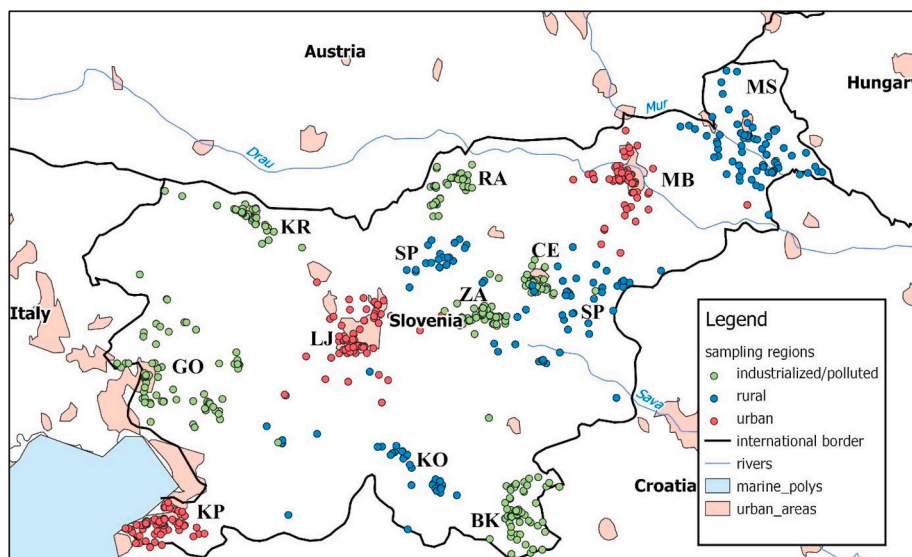 Austria
Hungar
MS
Mur
Drau
RA
MB
KR
SP
CE
ZA
SP
Italy
Slovenia
LJ
GO
Sava
KO
Croatia
BK
KP
Legend
sampling regions
industrialized/polluted
rural
urban
international border
rivers
marine_polys
urban_areas